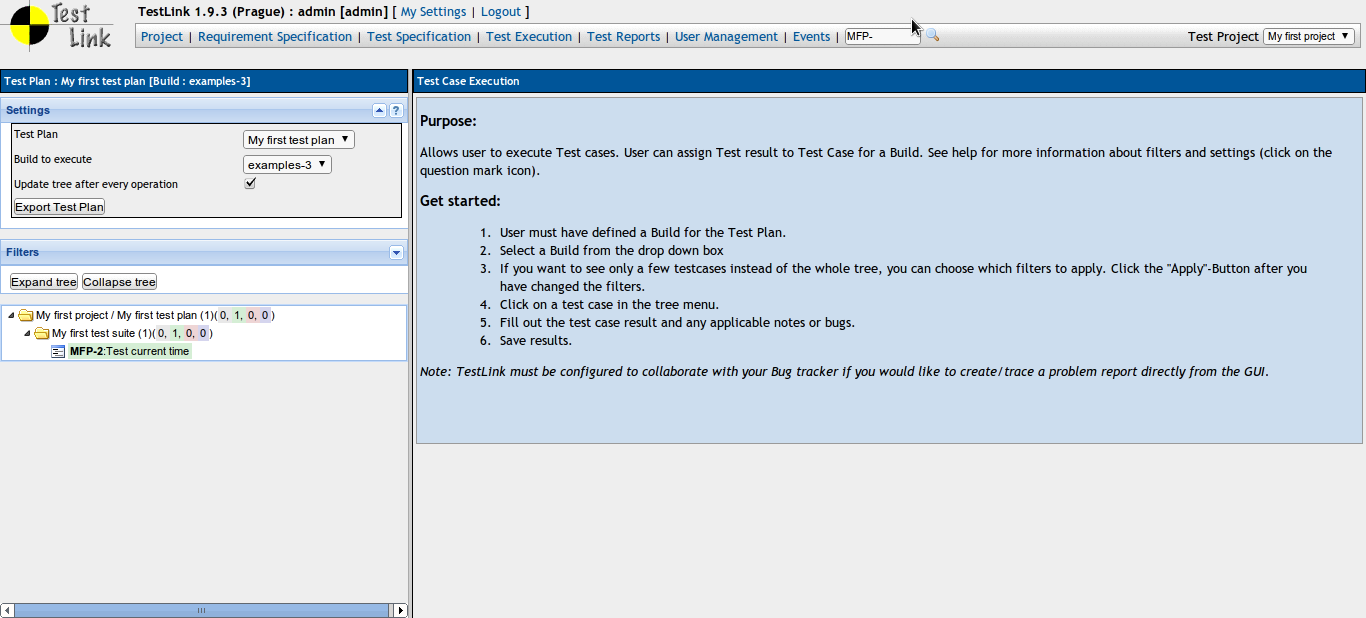 Test
Link
TestLink 1.9.3 (Prague) : admin [admin] [ My Settings | Logout ]
Project | Requirement Specification | Test Specification | Test Execution | Test Reports | User Management | Events | MFP-
Test Project My first project
Test Plan : My first test plan [Build : examples-3]
Settings
?
Test Plan My first test plan
Build to execute examples-3
Update tree after every operation
Export Test Plan
Filters
Expand tree Collapse tree
My first project / My first test plan (1)(0, 1, 0, 0)
My first test suite (1)(0, 1, 0, 0)
MFP-2:Test current time
Test Case Execution
Purpose:
Allows user to execute Test cases. User can assign Test result to Test Case for a Build. See help for more information about filters and settings (click on the
question mark icon).
Get started:
1. User must have defined a Build for the Test Plan.
2. Select a Build from the drop down box
3. If you want to see only a few testcases instead of the whole tree, you can choose which filters to apply. Click the "Apply"-Button after you
have changed the filters.
4. Click on a test case in the tree menu.
5. Fill out the test case result and any applicable notes or bugs.
6. Save results.
Note: TestLink must be configured to collaborate with your Bug tracker if you would like to create/trace a problem report directly from the GUI.